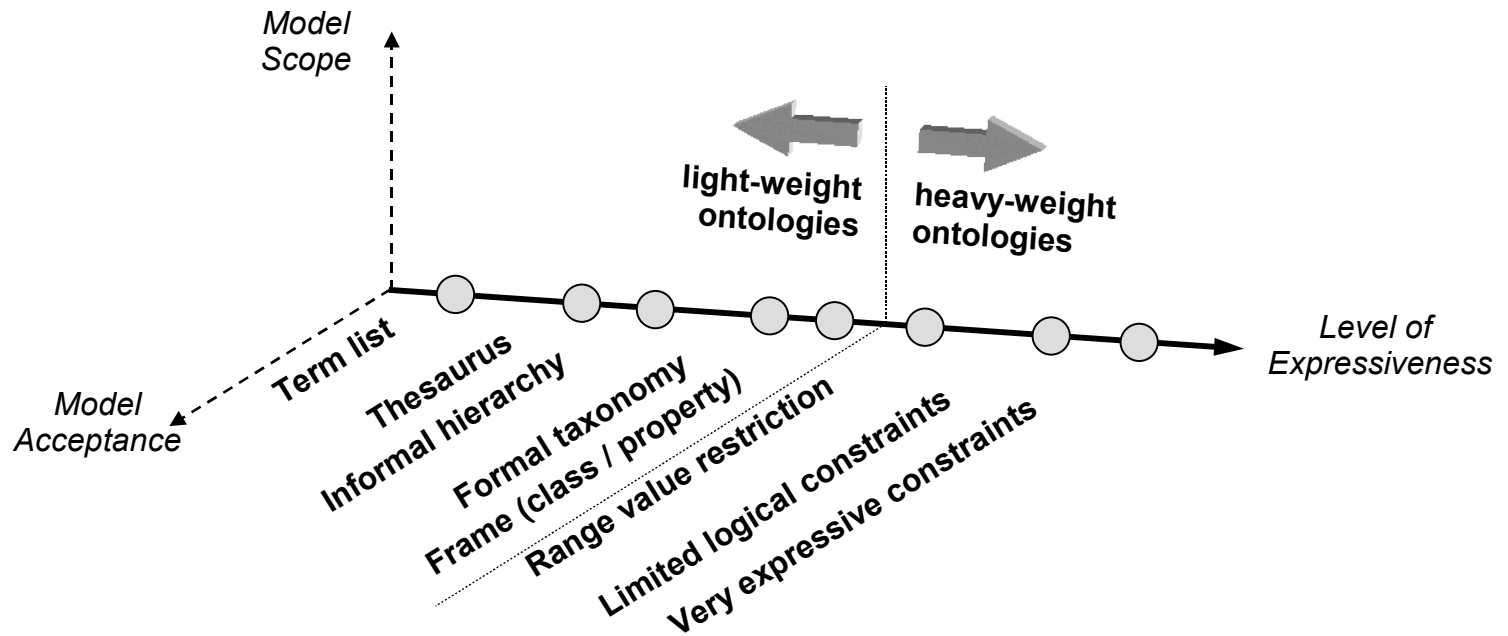 Model
Scope
light-weight
ontologies
heavy-weight
ontologies
Level of
Expressiveness
Model
Acceptance
Term list
Thesaurus
Informal hierarchy
Formal taxonomy
Frame (class / property)
Range value restriction
Limited logical constraints
Very expressive constraints